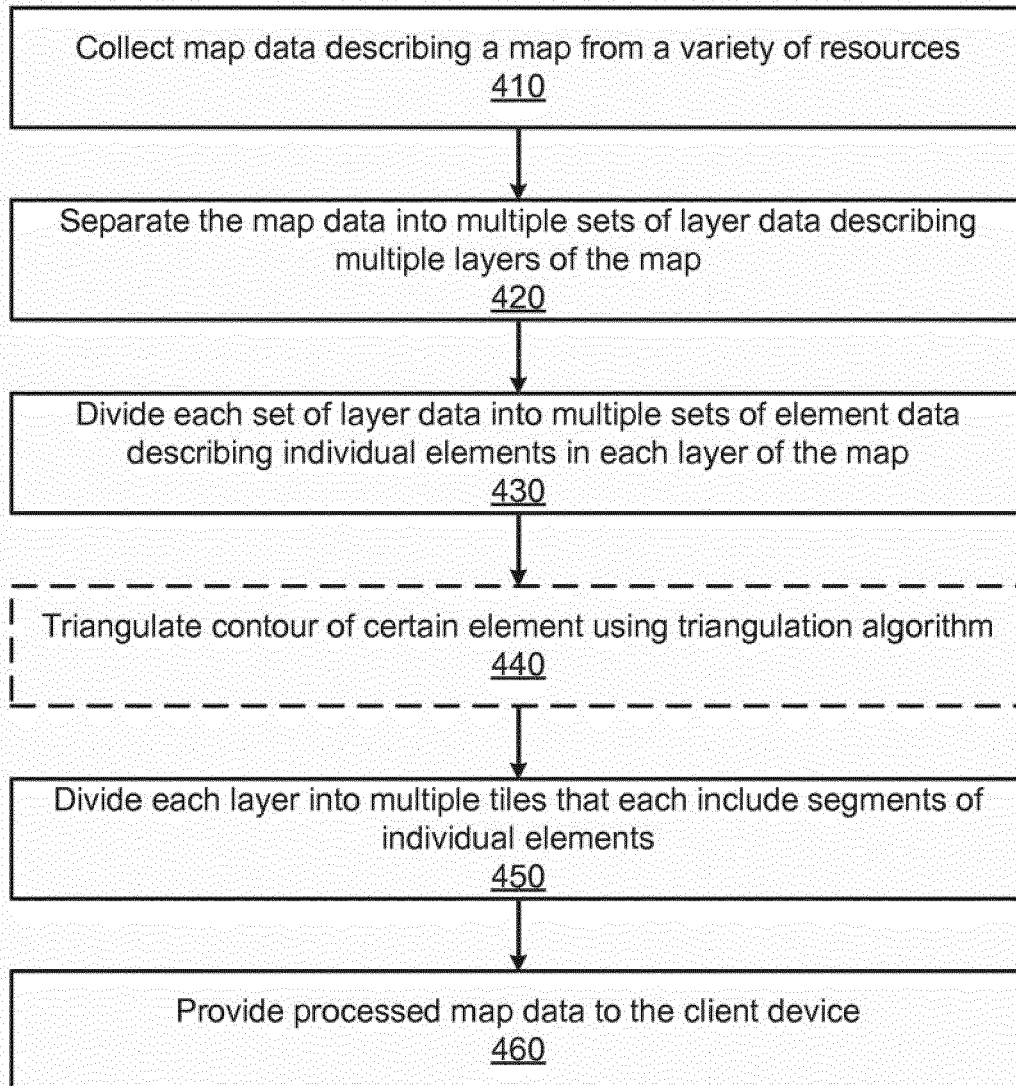 Collect map data describing a map from a variety of resources
410
Separate the map data into multiple sets of layer data describing
multiple layers of the map
420
Divide each set of layer data into multiple sets of element data
describing individual elements in each layer of the map
430
Triangulate contour of certain element using triangulation algorithm
440
Divide each layer into multiple tiles that each include segments of
individual elements
450
Provide processed map data to the client device
460